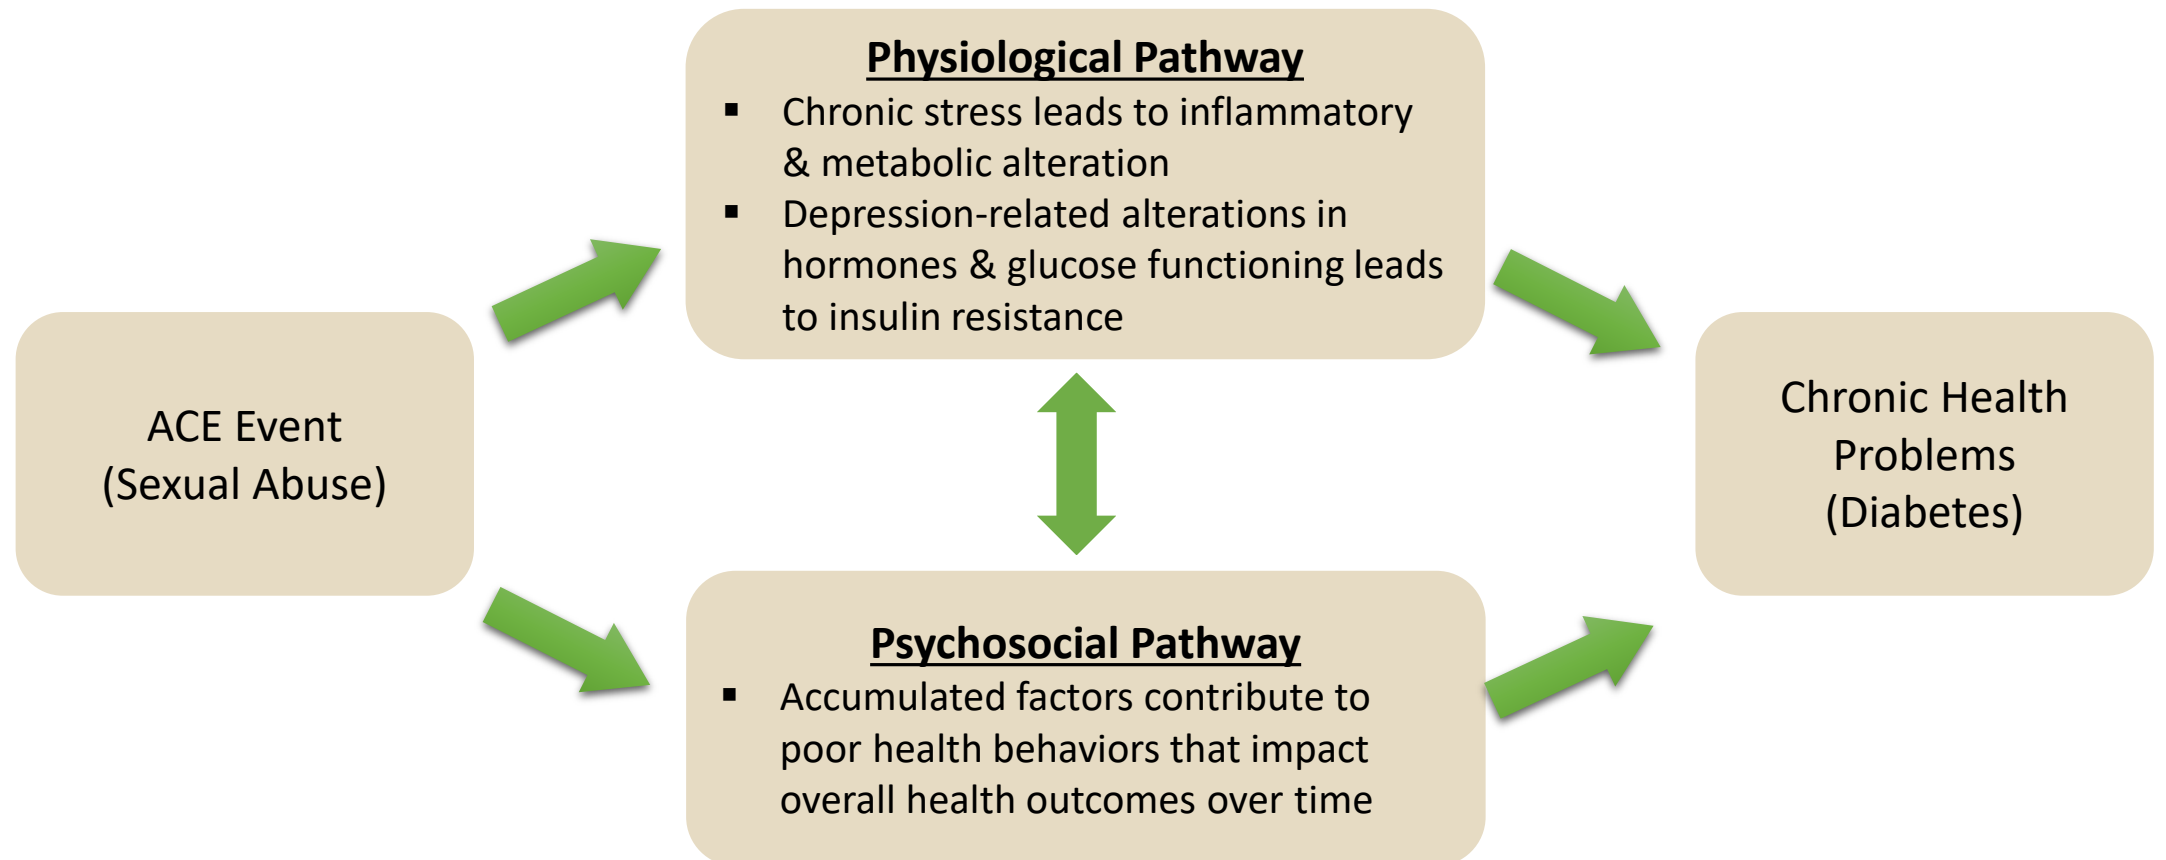 Physiological Pathway
▪ Chronic stress leads to inflammatory
& metabolic alteration
▪ Depression-related alterations in
hormones & glucose functioning leads
to insulin resistance
ACE Event
(Sexual Abuse)
Chronic Health
Problems
(Diabetes)
Psychosocial Pathway
▪ Accumulated factors contribute to
poor health behaviors that impact
overall health outcomes over time